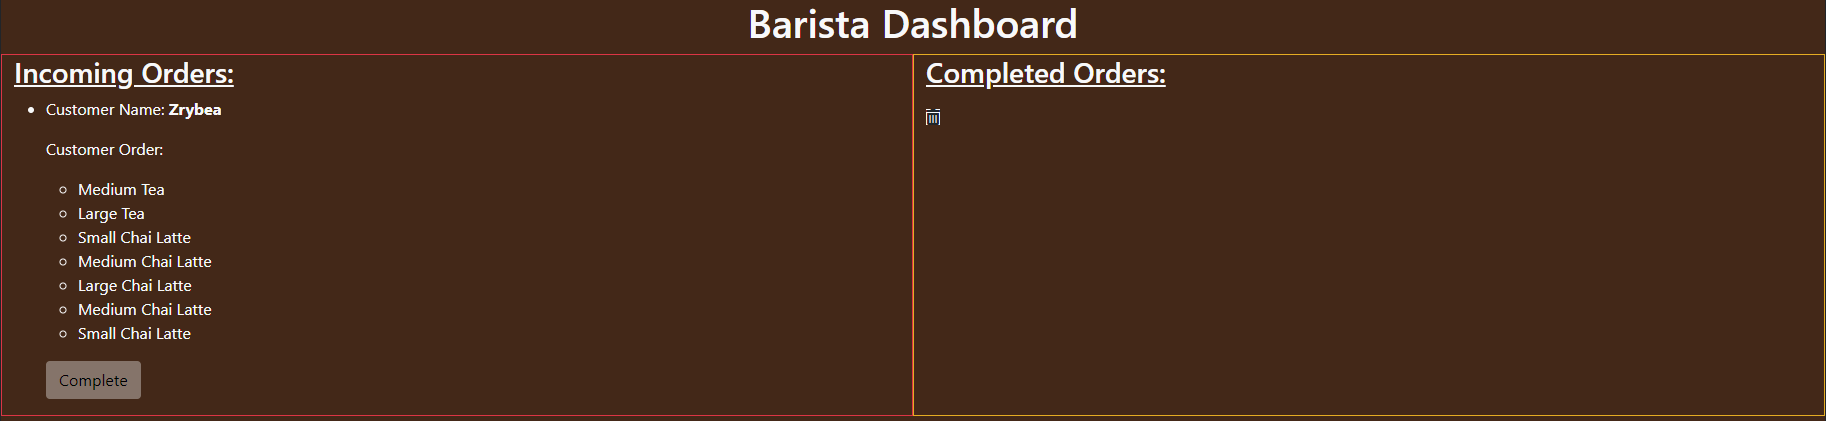 Barista Dashboard
Incoming Orders:
Customer Name: Zrybea
Customer Order:
Medium Tea
Large Tea
Small Chai Latte
Medium Chai Latte
Large Chai Latte
Medium Chai Latte
Small Chai Latte
Complete
Completed Orders: